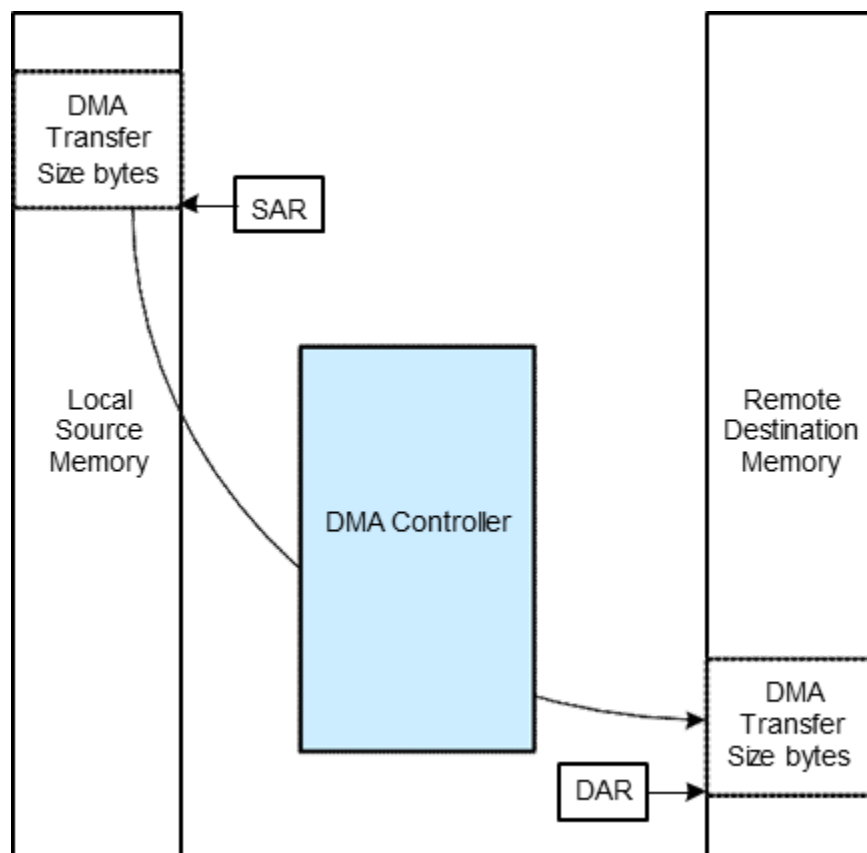 DMA
Transfer
Size bytes
SAR
Local
Source
Memory
DMA Controller
Remote
Destination
Memory
DMA
Transfer
Size bytes
DAR